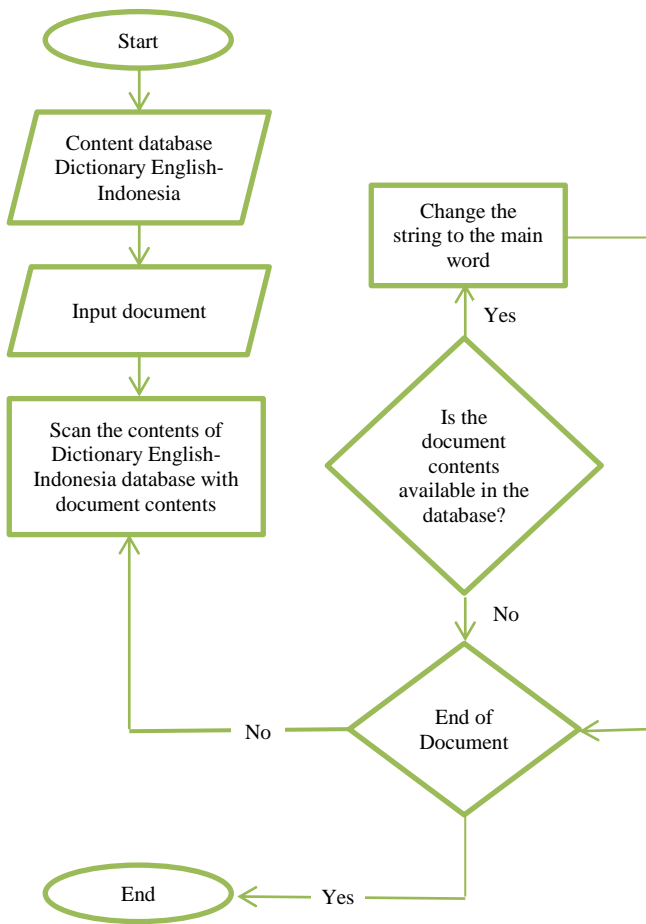 Start
Content database
Dictionary English-
Indonesia
Input document
Scan the contents of
Dictionary English-
Indonesia database with
document contents
Change the
string to the main
word
Yes
Is the
document
contents
available in the
database?
No
End of
Document
No
Yes
End